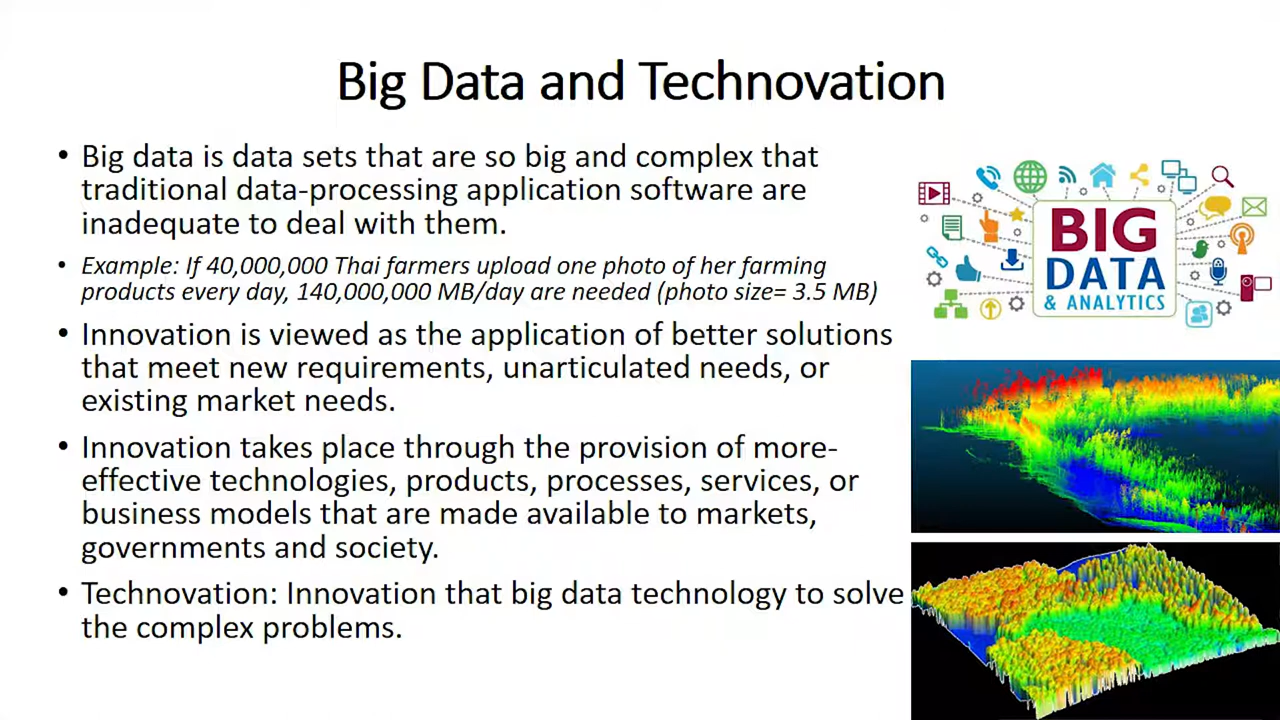 Big Data and Technovation
• Big data is data sets that are so big and complex that
traditional data-processing application software are
inadequate to deal with them.
• Example: If 40,000,000 Thai farmers upload one photo of her farming
products every day, 140,000,000 MB/day are needed (photo size= 3.5 MB)
• Innovation is viewed as the application of better solutions
that meet new requirements, unarticulated needs, or
existing market needs.
• Innovation takes place through the provision of more-
effective technologies, products, processes, services, or
business models that are made available to markets,
governments and society.
• Technovation: Innovation that big data technology to solve
the complex problems.
BIG
DATA
& ANALYTICS